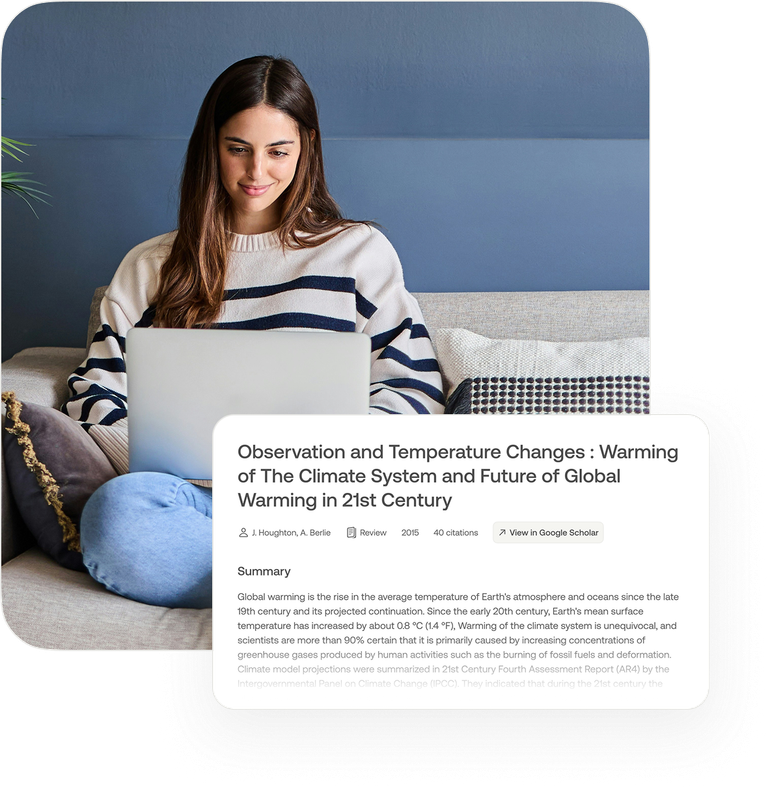 Observation and Temperature Changes : Warming
of The Climate System and Future of Global
Warming in 21st Century
J. Houghton, A. Berlie Review 2015 40 citations View in Google Scholar
Summary
Global warming is the rise in the average temperature of Earth's atmosphere and oceans since the late
19th century and its projected continuation. Since the early 20th century, Earth's mean surface
temperature has increased by about 0.8 °C (1.4 °F), Warming of the climate system is unequivocal, and
scientists are more than 90% certain that it is primarily caused by increasing concentrations of
greenhouse gases produced by human activities such as the burning of fossil fuels and deforestation.
Climate model projections were summarized in 21st Century Fourth Assessment Report (AR4) by the
Intergovernmental Panel on Climate Change (IPCC). They indicated that during the 21st century the